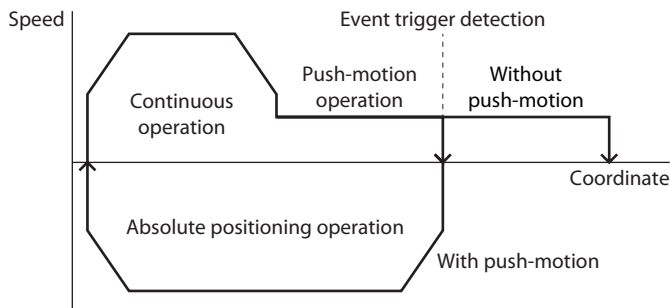 Speed
Event trigger detection
Push-motion
operation
Without
push-motion
Continuous
operation
Coordinate
Absolute positioning operation
With push-motion